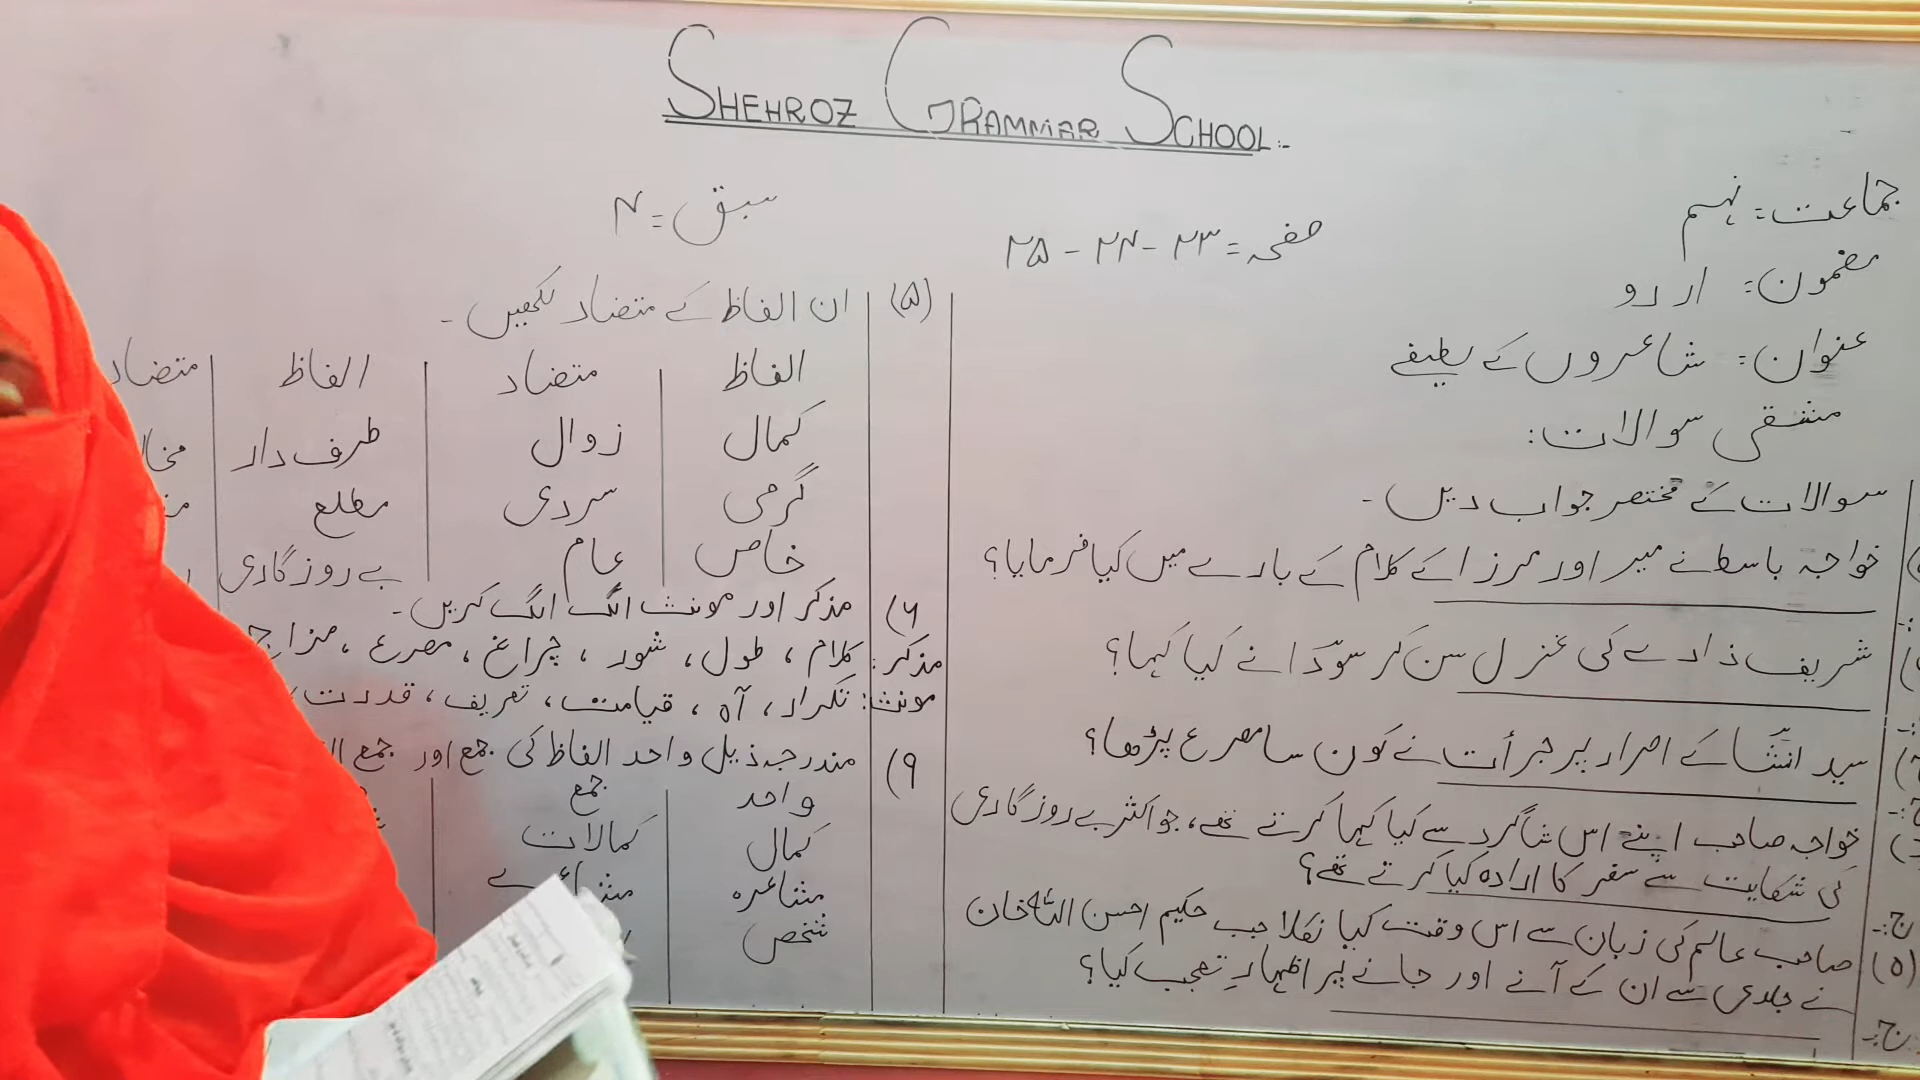 SHEHROZ GRAMMAR SCHOOL:-
جماعت: نہم
صفحہ = ۲۳ - ۲۴ - ۲۵
سبق = ۴
مضمون: اردو
عنوان: شاعروں کے لطیفے
مشقی سوالات:
سوالات کے مختصر جواب دیں۔
خواجہ باسط نے میر اور مرزا کے کلام کے بارے میں کیا فرمایا؟
شریف ذادے کی غزل سن کر سوّدا نے کیا کہا؟
سید انشّا کے اصرار پر جرأت نے کون سا مصرع پڑھا؟
خواجہ صاحب اپنے اس شاگرد سے کیا کہا کرتے تھے، جو اکثر بے روزگاری
کی شکایت سے سفر کا ارادہ کیا کرتے تھے؟
(۵) صاحب عالم کی زبان سے اس وقت کیا نکلا جب حکیم احسن اللہ خان
نے جلدی سے ان کے آنے اور جانے پر اظہارِ تعجب کیا؟
ج:۔
(۵) ان الفاظ کے متضاد لکھیں۔
الفاظ متضاد الفاظ متضاد
کمال زوال طرف دار
گرمی سردی مطلع
خاص عام بے روزگاری
۶) مذکر اور مونث الگ الگ کریں۔
مذکر: کلام، طول، شور، چراغ، مصرع، مزاج
مونث: تکرار، آہ، قیامت، تعریف، قدرت،
۹) مندرجہ ذیل واحد الفاظ کی جمع اور جمع
واحد جمع
کمال کمالات
مشاعرہ مشاعرے
شخص